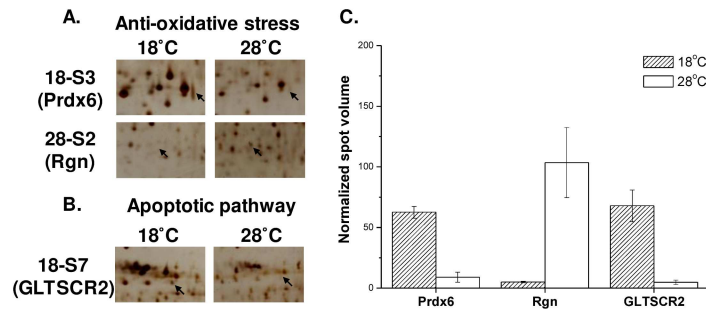 A.
Anti-oxidative stress
18°C 28°C
18-S3
(Prdx6)
28-S2
(Rgn)
B.
Apoptotic pathway
18°C 28°C
18-S7
(GLTSCR2)
C.
18°C
28°C
Normalized spot volume
200
150
100
50
0
Prdx6 Rgn GLTSCR2